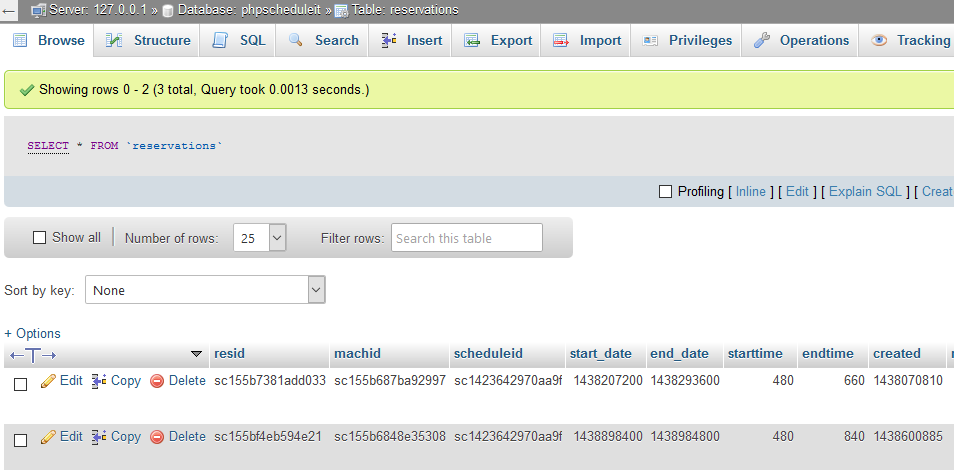 Server: 127.0.0.1 » Database: phpscheduleit » Table: reservations
Browse Structure SQL Search Insert Export Import Privileges Operations Tracking
Showing rows 0 - 2 (3 total, Query took 0.0013 seconds.)
SELECT * FROM `reservations`
Profiling [ Inline ] [ Edit ] [ Explain SQL ] [ Creat
Show all Number of rows: 25 Filter rows: Search this table
Sort by key: None
+ Options
resid machid scheduleid start_date end_date starttime endtime created
Edit Copy Delete sc155b7381add033 sc155b687ba92997 sc1423642970aa9f 1438207200 1438293600 480 660 1438070810
Edit Copy Delete sc155bf4eb594e21 sc155b6848e35308 sc1423642970aa9f 1438898400 1438984800 480 840 1438600885